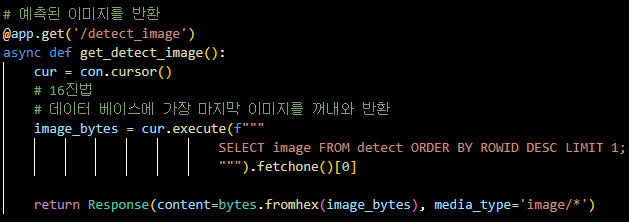 # 예측된 이미지를 반환
@app.get('/detect_image')
async def get_detect_image():
    cur = con.cursor()
    # 16진법
    # 데이터 베이스에 가장 마지막 이미지를 꺼내와 반환
    image_bytes = cur.execute(f"""
                        SELECT image FROM detect ORDER BY ROWID DESC LIMIT 1;
                        """).fetchone()[0]
    return Response(content=bytes.fromhex(image_bytes), media_type='image/*')